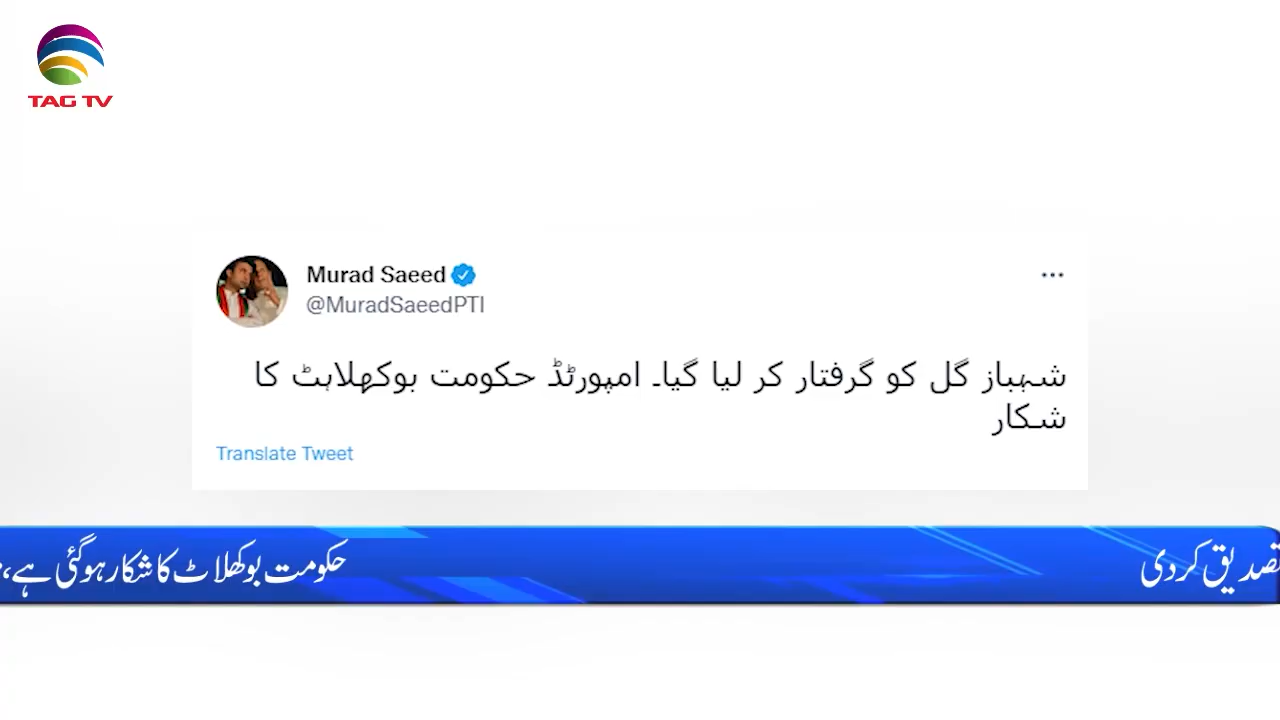 TAG TV
Murad Saeed
@MuradSaeedPTI
شہباز گل کو گرفتار کر لیا گیا۔ امپورٹڈ حکومت بوکھلاہٹ کا
شکار
Translate Tweet
تصدیق کردی
حکومت بوکھلاٹ کا شکار ہوگئی ہے،